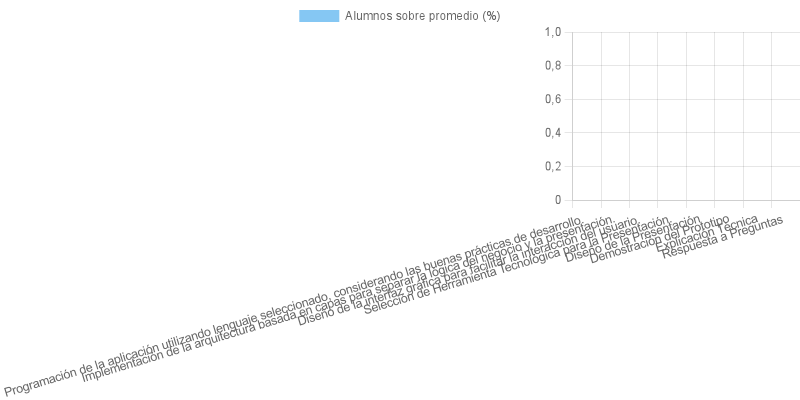 Alumnos sobre promedio (%)
1,0
0,8
0,6
0,4
0,2
0
Programación de la aplicación utilizando lenguaje seleccionado, considerando las buenas prácticas de desarrollo.
Implementación de la arquitectura basada en capas para separar la lógica del negocio y la presentación.
Diseño de la interfaz gráfica para facilitar la interacción del usuario.
Selección de Herramienta Tecnológica para la Presentación
Diseño de la Presentación
Demostración del Prototipo
Explicación Técnica
Respuesta a Preguntas